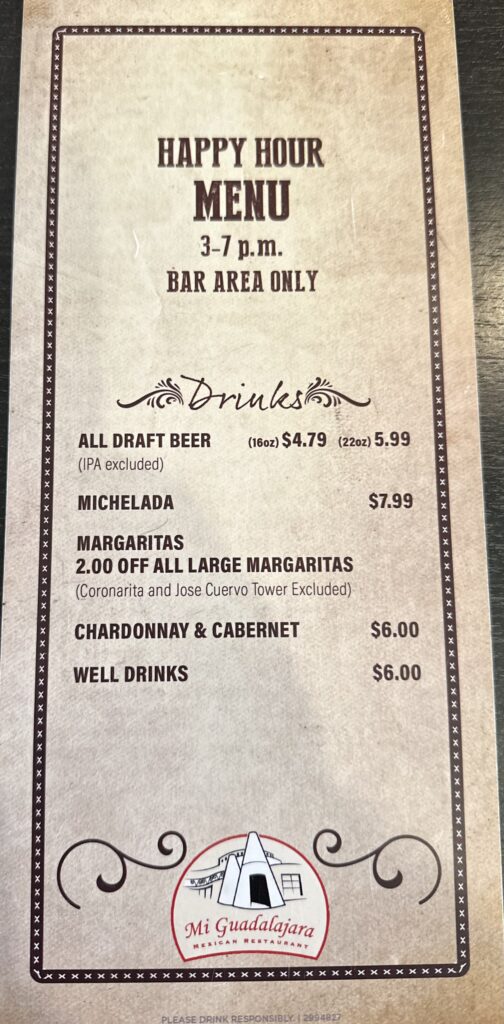 HAPPY HOUR
MENU
3-7 p.m.
BAR AREA ONLY
Drinks
ALL DRAFT BEER (16oz) $4.79 (22oz) 5.99
(IPA excluded)
MICHELADA $7.99
MARGARITAS
2.00 OFF ALL LARGE MARGARITAS
(Coronarita and Jose Cuervo Tower Excluded)
CHARDONNAY & CABERNET $6.00
WELL DRINKS $6.00
Mi Guadalajara
MEXICAN RESTAURANT
PLEASE DRINK RESPONSIBLY. | 2994827